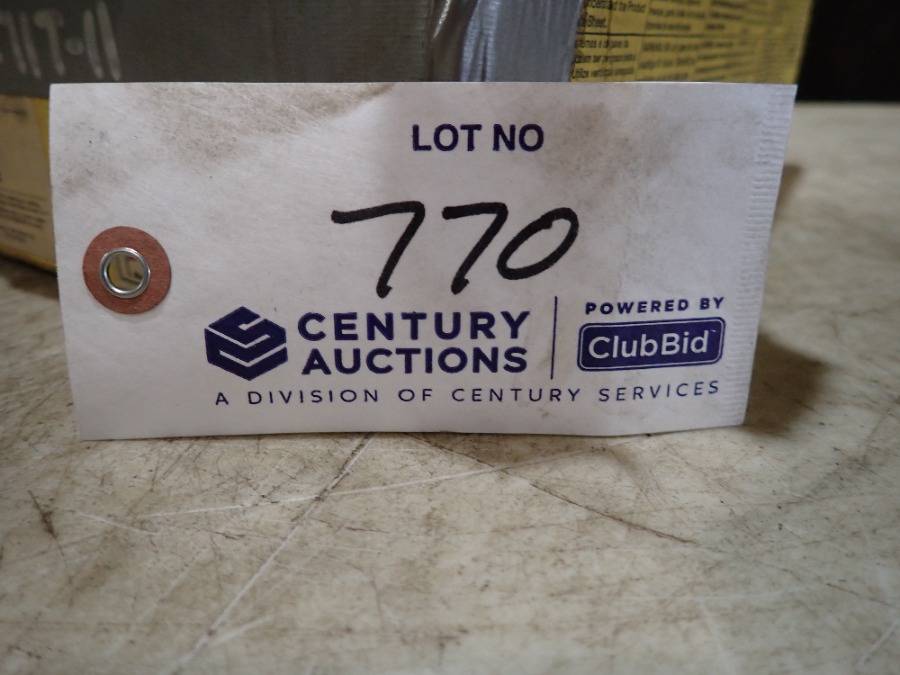 LOT NO
770
CENTURY
AUCTIONS
POWERED BY
ClubBid
A DIVISION OF CENTURY SERVICES